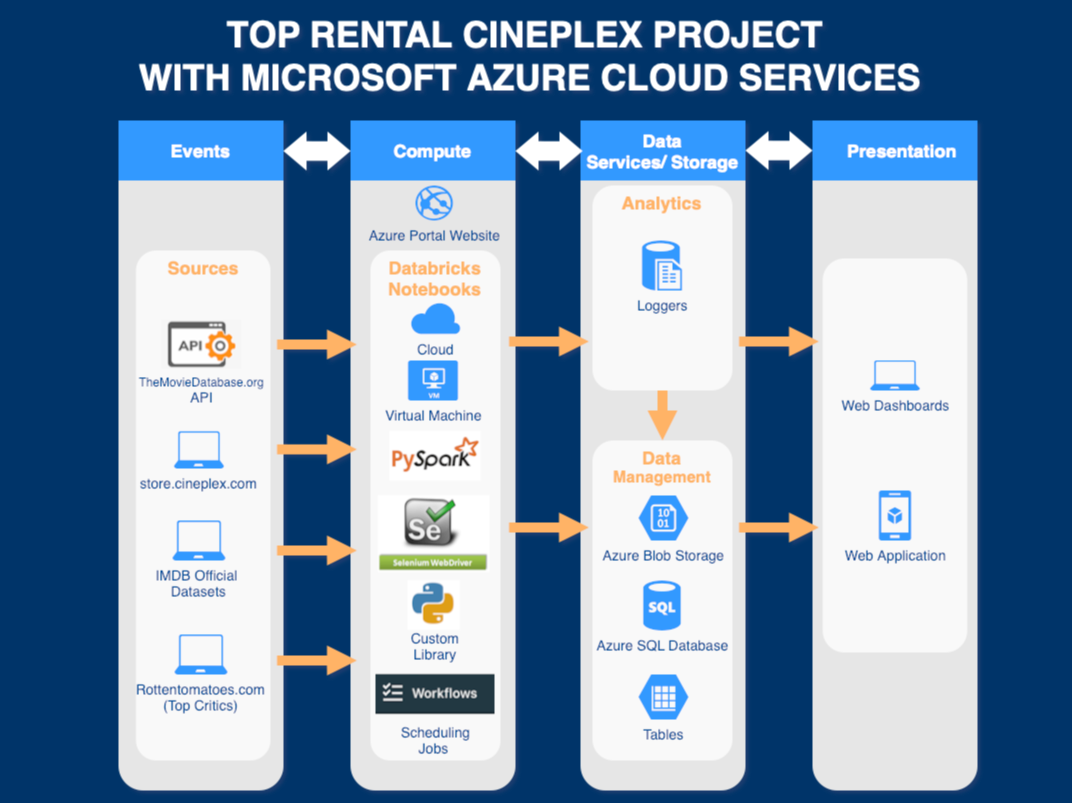 TOP RENTAL CINEPLEX PROJECT
WITH MICROSOFT AZURE CLOUD SERVICES
Events
Compute
Data
Services/ Storage
Presentation
Sources
API
TheMovieDatabase.org
API
store.cineplex.com
IMDB Official
Datasets
Rottentomatoes.com
(Top Critics)
Azure Portal Website
Databricks
Notebooks
Cloud
VM
Virtual Machine
PySpark
Se
Selenium WebDriver
Custom
Library
Workflows
Scheduling
Jobs
Analytics
Loggers
Data
Management
10
01
Azure Blob Storage
SQL
Azure SQL Database
Tables
Web Dashboards
Web Application